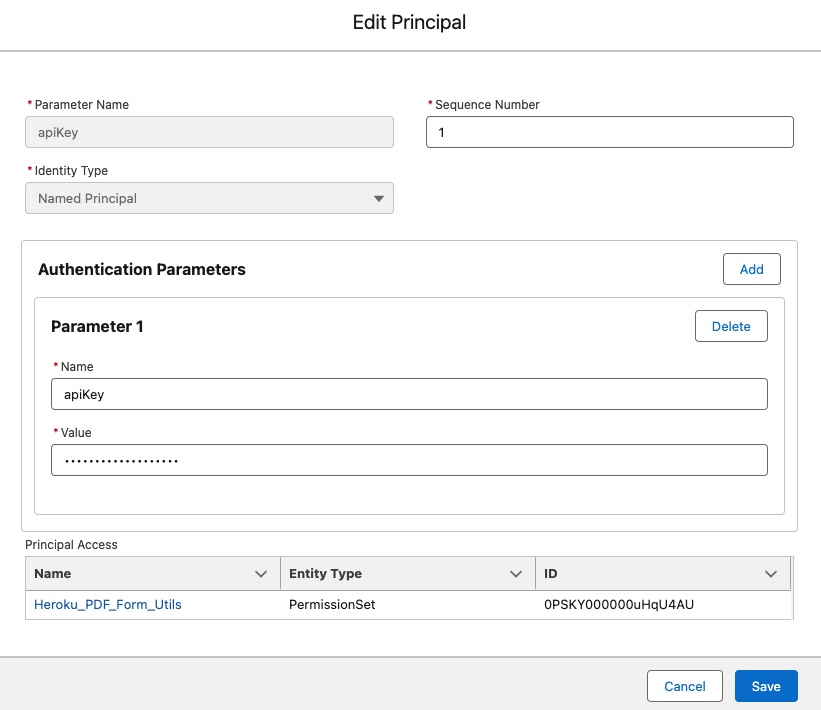 Edit Principal
* Parameter Name
apiKey
* Sequence Number
1
* Identity Type
Named Principal
Authentication Parameters
Add
Parameter 1
Delete
* Name
apiKey
* Value
•••••••••••••••••••
Principal Access
Name Entity Type ID
Heroku_PDF_Form_Utils PermissionSet 0PSKY000000uHqU4AU
Cancel Save